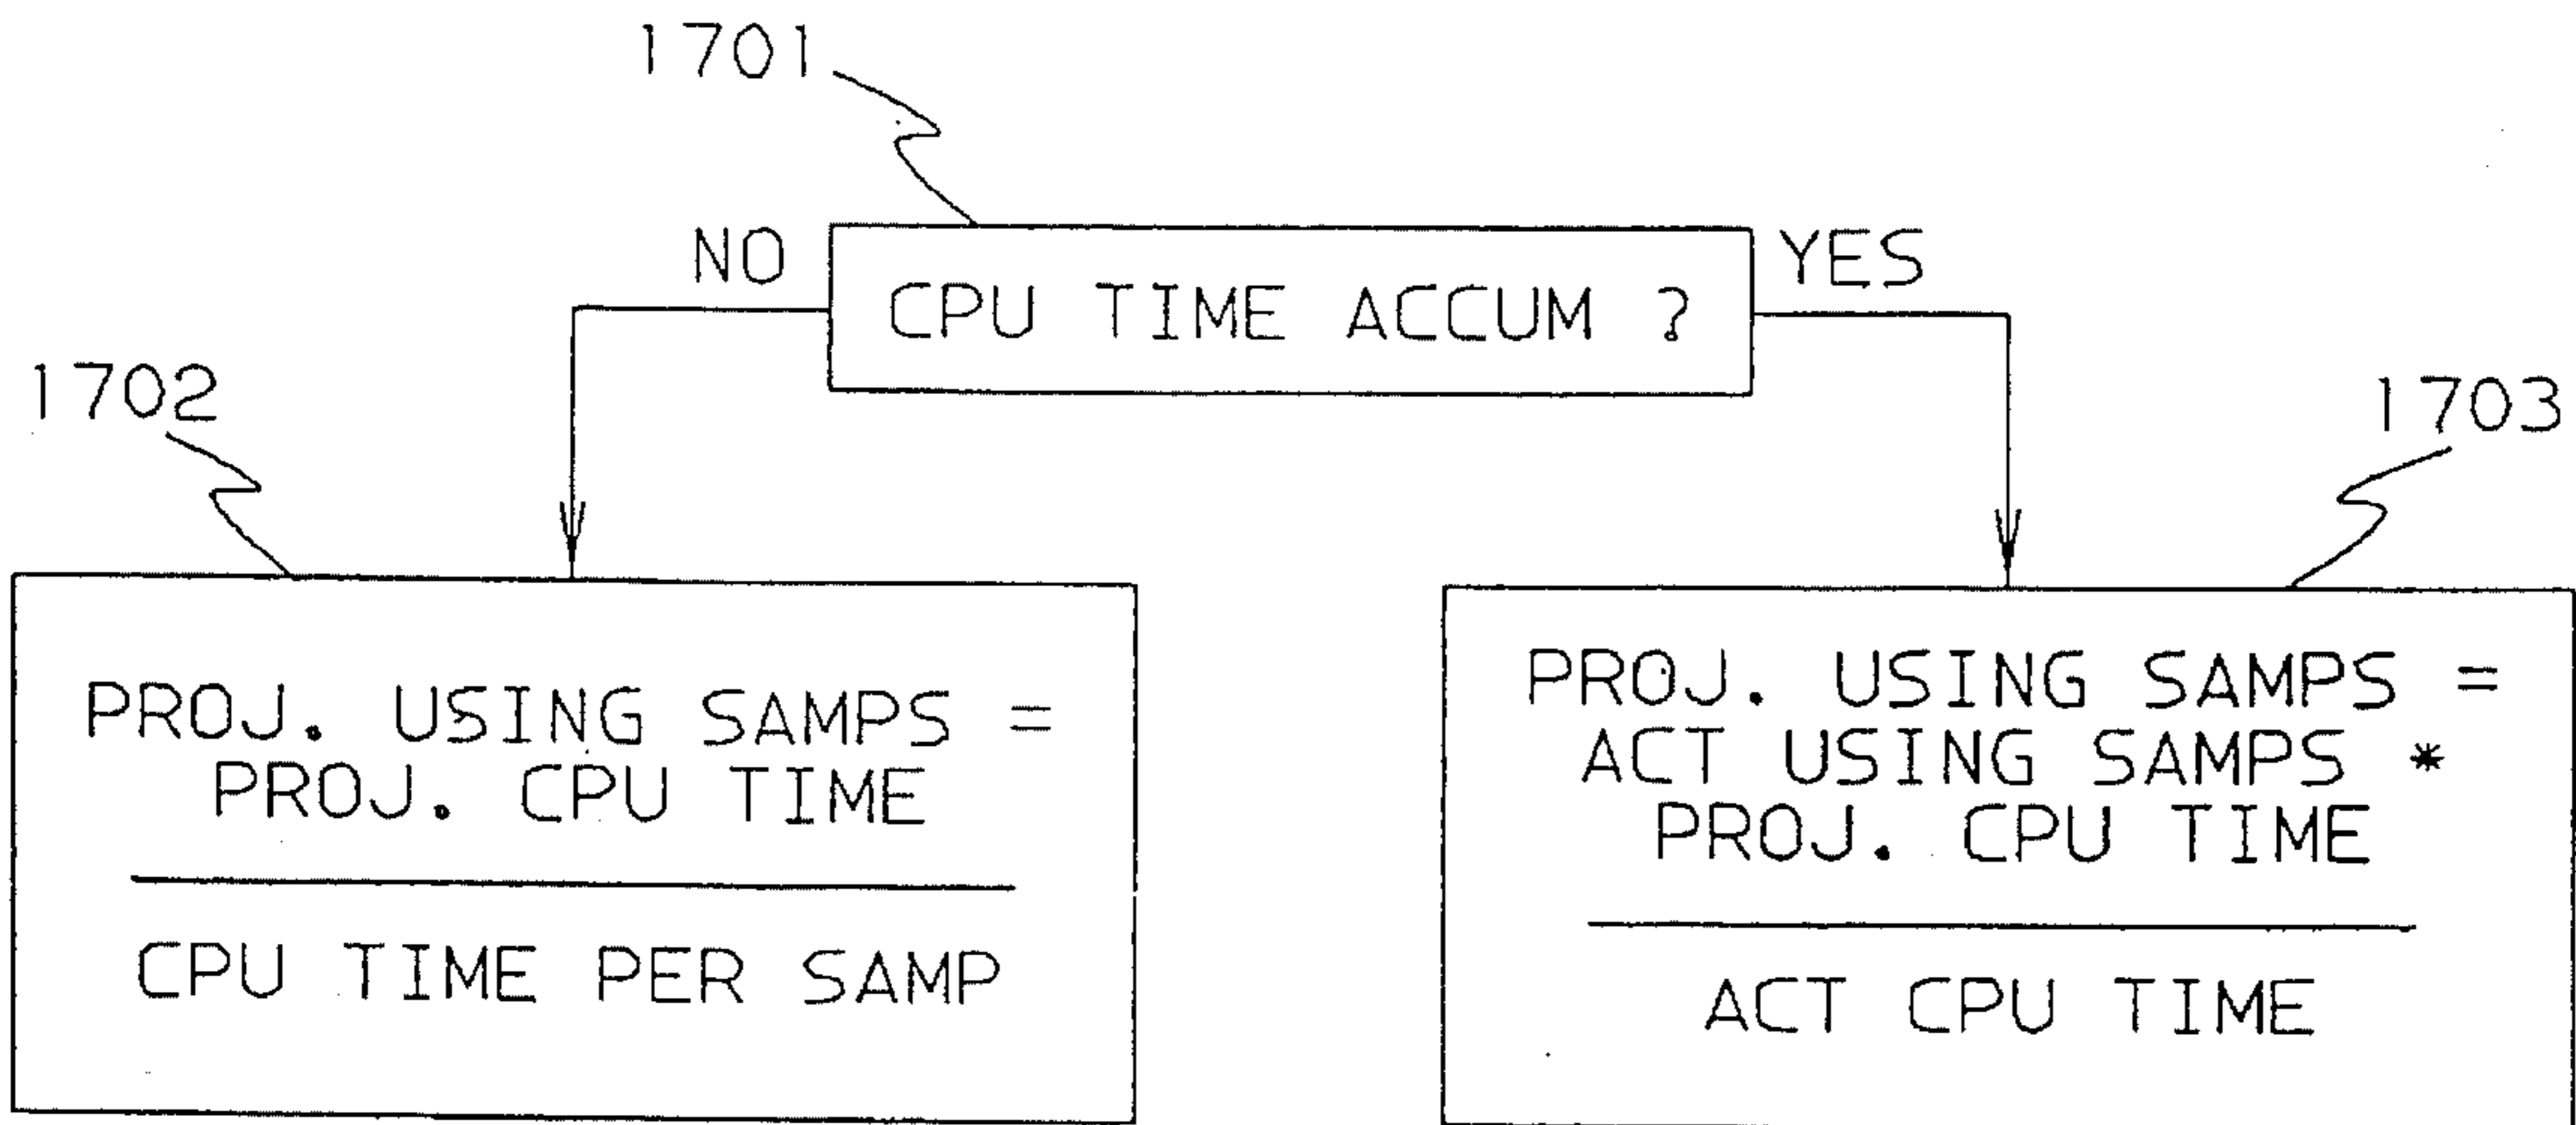 1701
NO
CPU TIME ACCUM ?
YES
1702
1703
PROJ. USING SAMPS =
PROJ. CPU TIME
CPU TIME PER SAMP
PROJ. USING SAMPS =
ACT USING SAMPS *
PROJ. CPU TIME
ACT CPU TIME